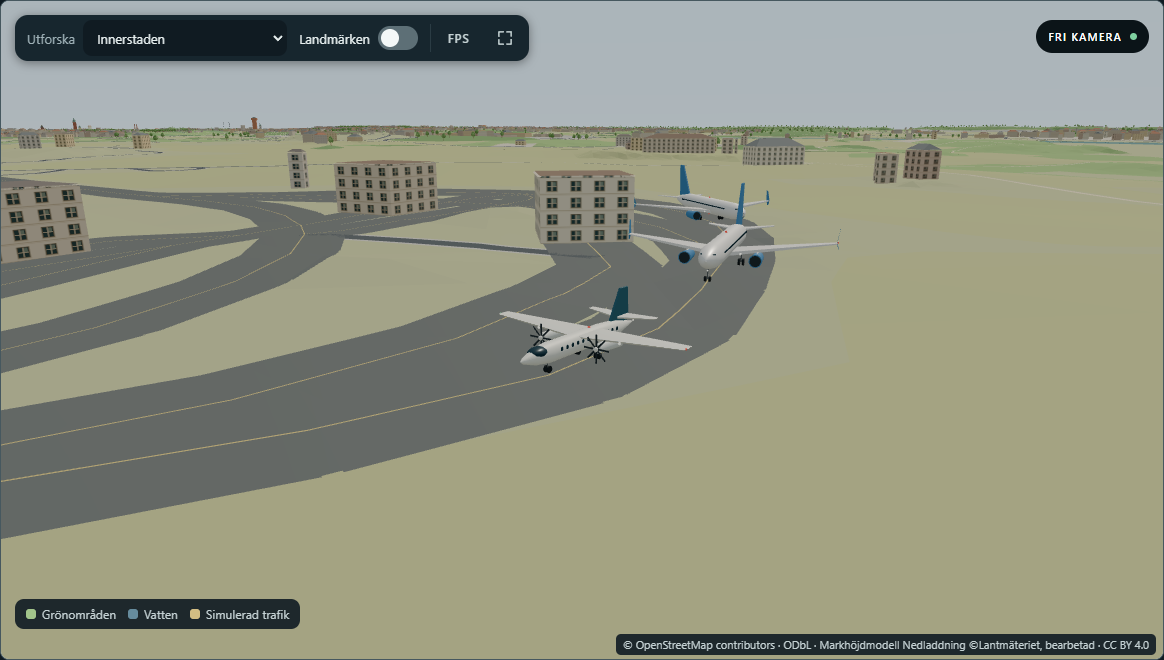 Utforska Innerstaden Landmärken FPS
FRI KAMERA
Grönområden Vatten Simulerad trafik
© OpenStreetMap contributors · ODbL · Markhöjdmodell Nedladdning ©Lantmäteriet, bearbetad · CC BY 4.0